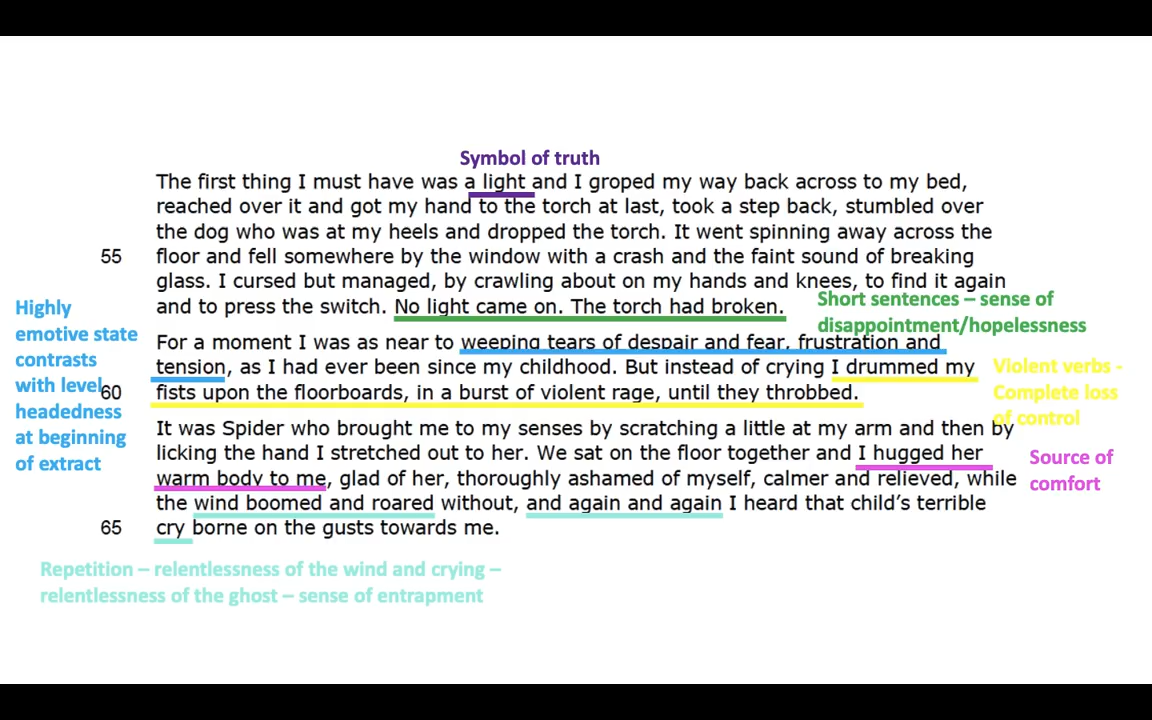 Symbol of truth
The first thing I must have was a light and I groped my way back across to my bed,
reached over it and got my hand to the torch at last, took a step back, stumbled over
the dog who was at my heels and dropped the torch. It went spinning away across the
55 floor and fell somewhere by the window with a crash and the faint sound of breaking
glass. I cursed but managed, by crawling about on my hands and knees, to find it again
and to press the switch. No light came on. The torch had broken.
Short sentences – sense of
disappointment/hopelessness
Highly
emotive state
contrasts
with level
headedness
at beginning
of extract
For a moment I was as near to weeping tears of despair and fear, frustration and
tension, as I had ever been since my childhood. But instead of crying I drummed my
60 fists upon the floorboards, in a burst of violent rage, until they throbbed.
Violent verbs -
Complete loss
of control
It was Spider who brought me to my senses by scratching a little at my arm and then by
licking the hand I stretched out to her. We sat on the floor together and I hugged her
warm body to me, glad of her, thoroughly ashamed of myself, calmer and relieved, while
the wind boomed and roared without, and again and again I heard that child's terrible
65 cry borne on the gusts towards me.
Source of
comfort
Repetition – relentlessness of the wind and crying –
relentlessness of the ghost – sense of entrapment